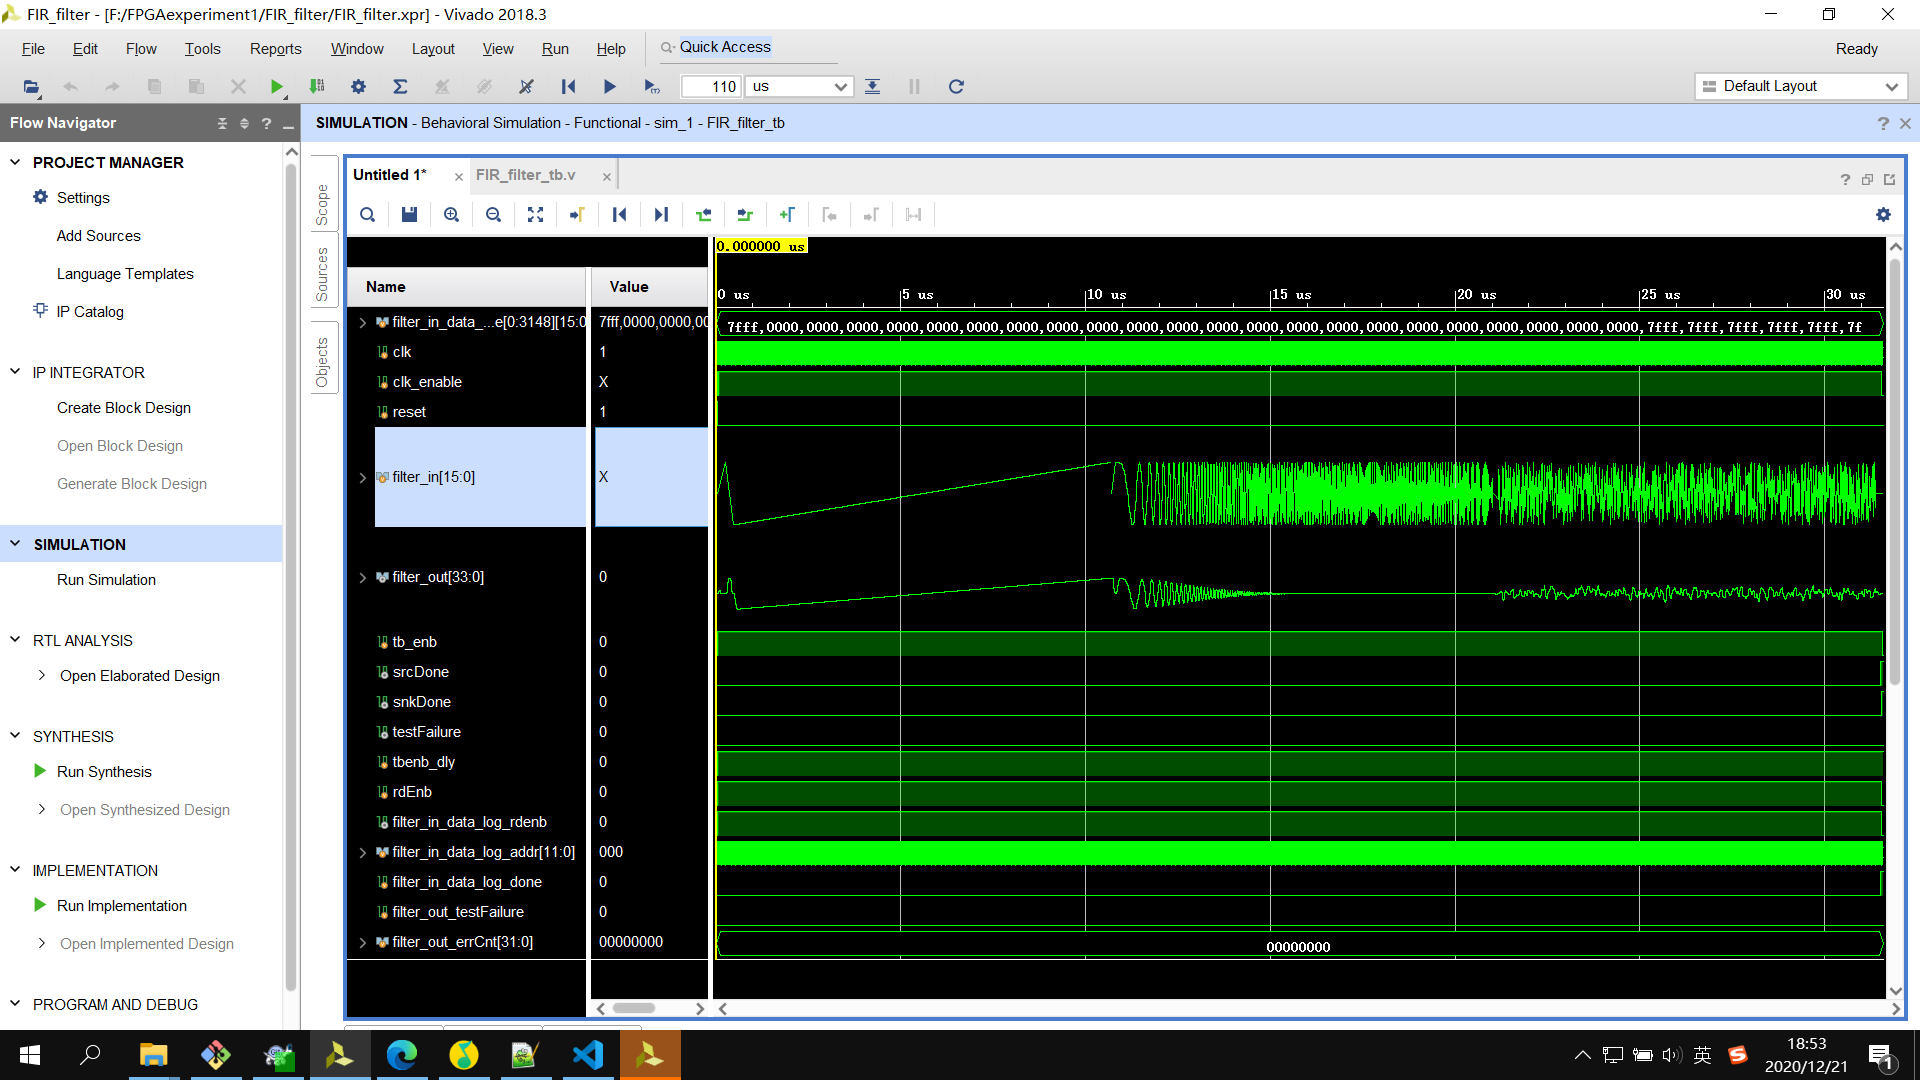 FIR_filter - [F:/FPGAexperiment1/FIR_filter/FIR_filter.xpr] - Vivado 2018.3
File Edit Flow Tools Reports Window Layout View Run Help Quick Access Ready
110 us Default Layout
Flow Navigator
PROJECT MANAGER
Settings
Add Sources
Language Templates
IP Catalog
IP INTEGRATOR
Create Block Design
Open Block Design
Generate Block Design
SIMULATION
Run Simulation
RTL ANALYSIS
Open Elaborated Design
SYNTHESIS
Run Synthesis
Open Synthesized Design
IMPLEMENTATION
Run Implementation
Open Implemented Design
PROGRAM AND DEBUG
SIMULATION - Behavioral Simulation - Functional - sim_1 - FIR_filter_tb
Scope
Sources
Objects
Untitled 1*
FIR_filter_tb.v
0.000000 us
Name Value
0 us 5 us 10 us 15 us 20 us 25 us 30 us
filter_in_data_...e[0:3148][15:0 7fff,0000,0000,00 7fff,0000,0000,0000,0000,0000,0000,0000,0000,0000,0000,0000,0000,0000,0000,0000,0000,0000,0000,0000,0000,0000,0000,7fff,7fff,7fff,7fff,7fff,7f
clk 1
clk_enable X
reset 1
filter_in[15:0] X
filter_out[33:0] 0
tb_enb 0
srcDone 0
snkDone 0
testFailure 0
tbenb_dly 0
rdEnb 0
filter_in_data_log_rdenb 0
filter_in_data_log_addr[11:0] 000
filter_in_data_log_done 0
filter_out_testFailure 0
filter_out_errCnt[31:0] 00000000 00000000
英
18:53
2020/12/21
1